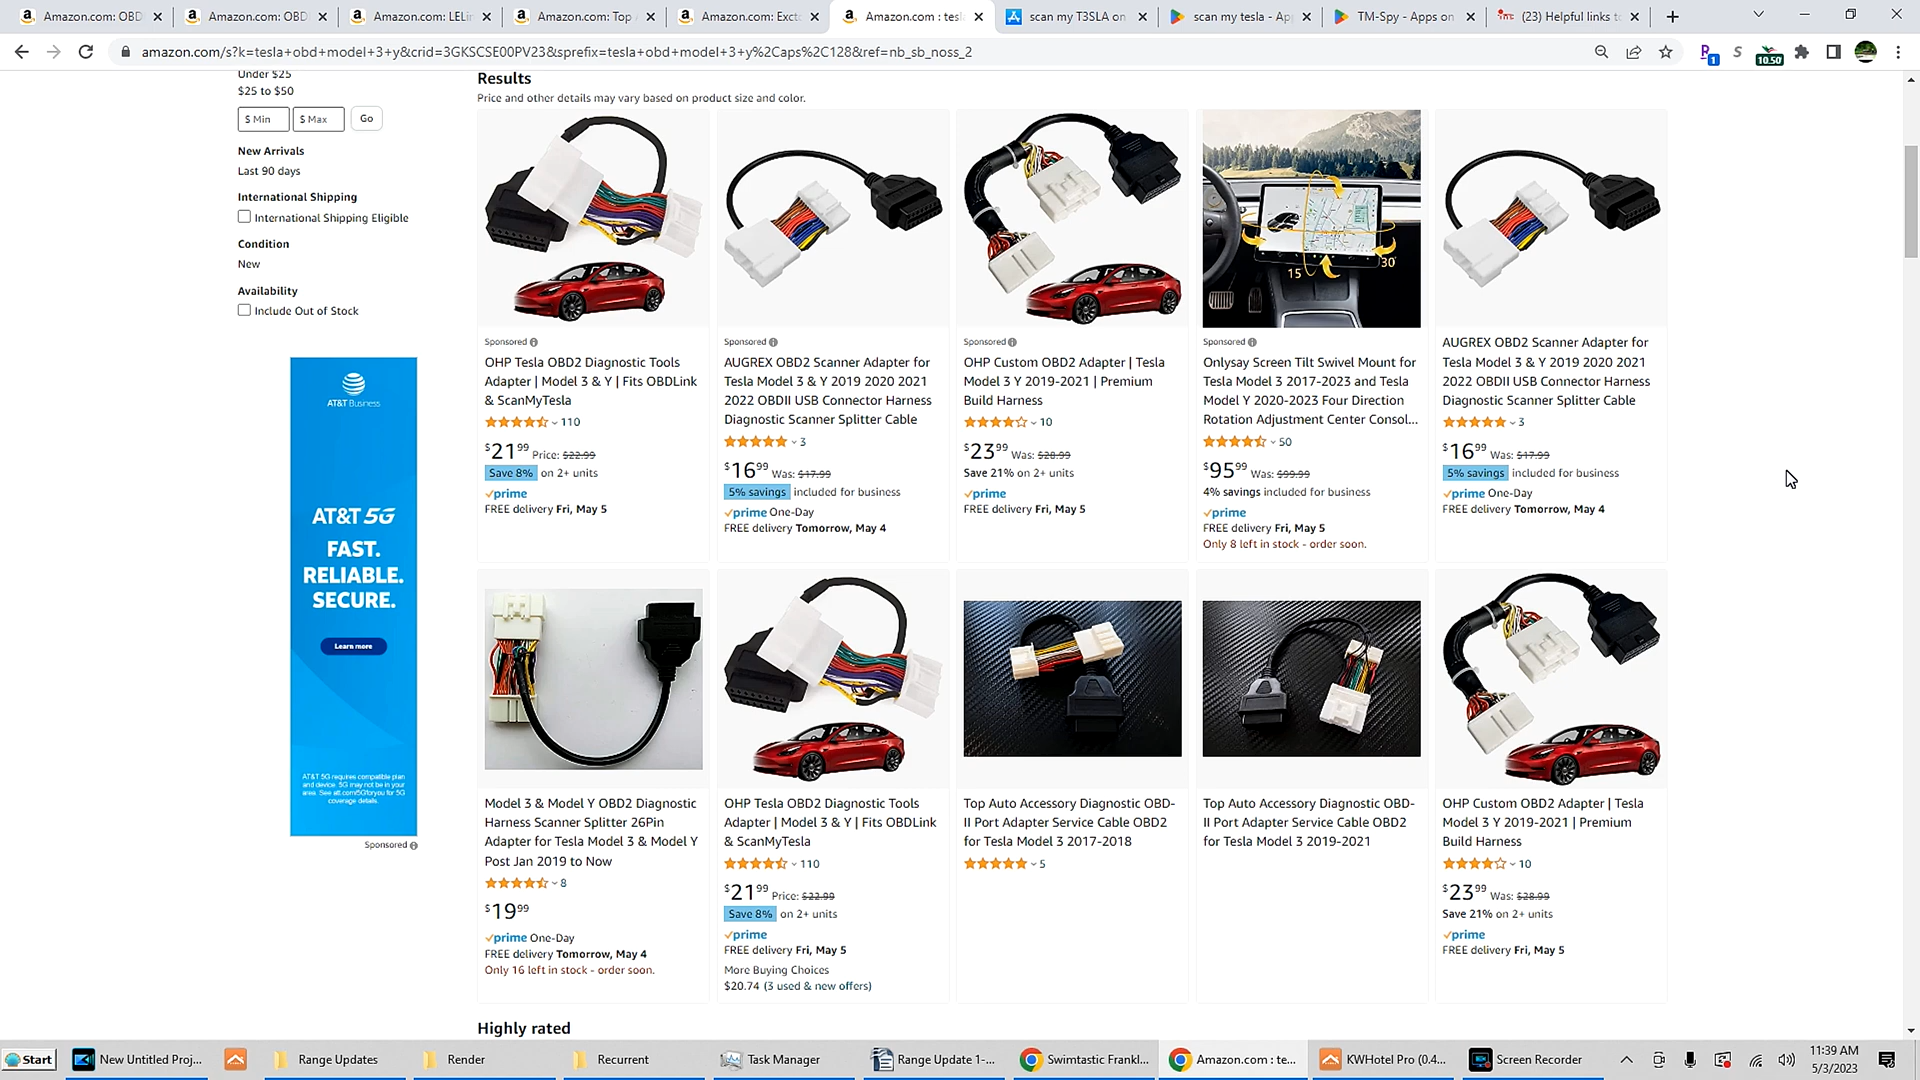 Amazon.com: OBD
Amazon.com: OBD
Amazon.com: LELi
Amazon.com: Top
Amazon.com: Exct
Amazon.com : tesl
scan my T3SLA on
scan my tesla - Ap
TM-Spy - Apps on
(23) Helpful links t
amazon.com/s?k=tesla+obd+model+3+y&crid=3GKSCSE00PV23&sprefix=tesla+obd+model+3+y%2Caps%2C128&ref=nb_sb_noss_2
1
10.50
Under $25
$25 to $50
$ Min
$ Max
Go
New Arrivals
Last 90 days
International Shipping
International Shipping Eligible
Condition
New
Availability
Include Out of Stock
AT&T Business
AT&T 5G
FAST.
RELIABLE.
SECURE.
Learn more
AT&T 5G requires compatible plan
and device. 5G may not be in your
area. See att.com/5Gforyou for 5G
coverage details.
Sponsored
Results
Price and other details may vary based on product size and color.
Sponsored
OHP Tesla OBD2 Diagnostic Tools
Adapter | Model 3 & Y | Fits OBDLink
& ScanMyTesla
110
$21.99 Price: $22.99
Save 8% on 2+ units
prime
FREE delivery Fri, May 5
Sponsored
AUGREX OBD2 Scanner Adapter for
Tesla Model 3 & Y 2019 2020 2021
2022 OBDII USB Connector Harness
Diagnostic Scanner Splitter Cable
3
$16.99 Was: $17.99
5% savings included for business
prime One-Day
FREE delivery Tomorrow, May 4
Sponsored
OHP Custom OBD2 Adapter | Tesla
Model 3 Y 2019-2021 | Premium
Build Harness
10
$23.99 Was: $28.99
Save 21% on 2+ units
prime
FREE delivery Fri, May 5
15
30
Sponsored
Onlysay Screen Tilt Swivel Mount for
Tesla Model 3 2017-2023 and Tesla
Model Y 2020-2023 Four Direction
Rotation Adjustment Center Consol...
50
$95.99 Was: $99.99
4% savings included for business
prime
FREE delivery Fri, May 5
Only 8 left in stock - order soon.
AUGREX OBD2 Scanner Adapter for
Tesla Model 3 & Y 2019 2020 2021
2022 OBDII USB Connector Harness
Diagnostic Scanner Splitter Cable
3
$16.99 Was: $17.99
5% savings included for business
prime One-Day
FREE delivery Tomorrow, May 4
Model 3 & Model Y OBD2 Diagnostic
Harness Scanner Splitter 26Pin
Adapter for Tesla Model 3 & Model Y
Post Jan 2019 to Now
8
$19.99
prime One-Day
FREE delivery Tomorrow, May 4
Only 16 left in stock - order soon.
OHP Tesla OBD2 Diagnostic Tools
Adapter | Model 3 & Y | Fits OBDLink
& ScanMyTesla
110
$21.99 Price: $22.99
Save 8% on 2+ units
prime
FREE delivery Fri, May 5
More Buying Choices
$20.74 (3 used & new offers)
Top Auto Accessory Diagnostic OBD-
II Port Adapter Service Cable OBD2
for Tesla Model 3 2017-2018
5
Top Auto Accessory Diagnostic OBD-
II Port Adapter Service Cable OBD2
for Tesla Model 3 2019-2021
OHP Custom OBD2 Adapter | Tesla
Model 3 Y 2019-2021 | Premium
Build Harness
10
$23.99 Was: $28.99
Save 21% on 2+ units
prime
FREE delivery Fri, May 5
Highly rated
Start
New Untitled Proj...
Range Updates
Render
Recurrent
Task Manager
Range Update 1-...
Swimtastic Frankl...
Amazon.com : te...
KWHotel Pro (0.4...
Screen Recorder
11:39 AM
5/3/2023